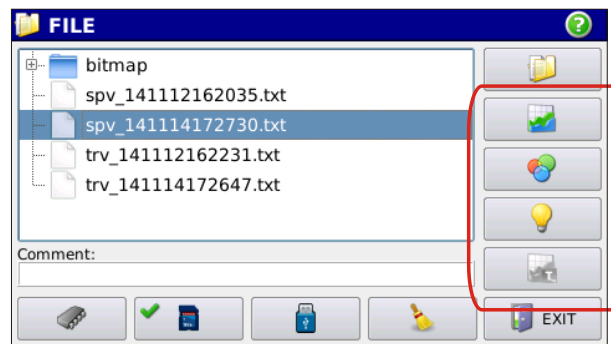 FILE
bitmap
spv_141112162035.txt
spv_141114172730.txt
trv_141112162231.txt
trv_141114172647.txt
Comment:
EXIT